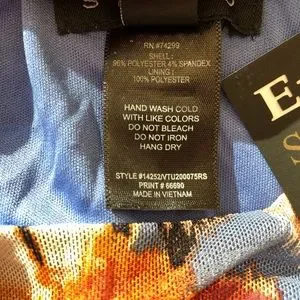 RN #74299
SHELL:
96% POLYESTER 4% SPANDEX
LINING :
100% POLYESTER
HAND WASH COLD
WITH LIKE COLORS
DO NOT BLEACH
DO NOT IRON
HANG DRY
STYLE #14252/VTU200075RS
PRINT # 66690
MADE IN VIETNAM